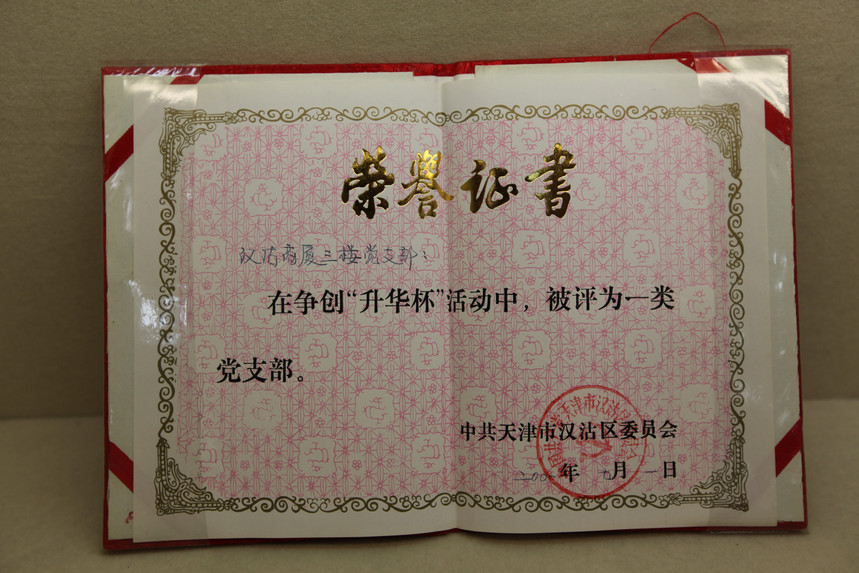 荣誉证书
汉沽商厦三楼党支部：
在争创“升华杯”活动中，被评为一类
党支部。
中共天津市汉沽区委员会
年 九月一日